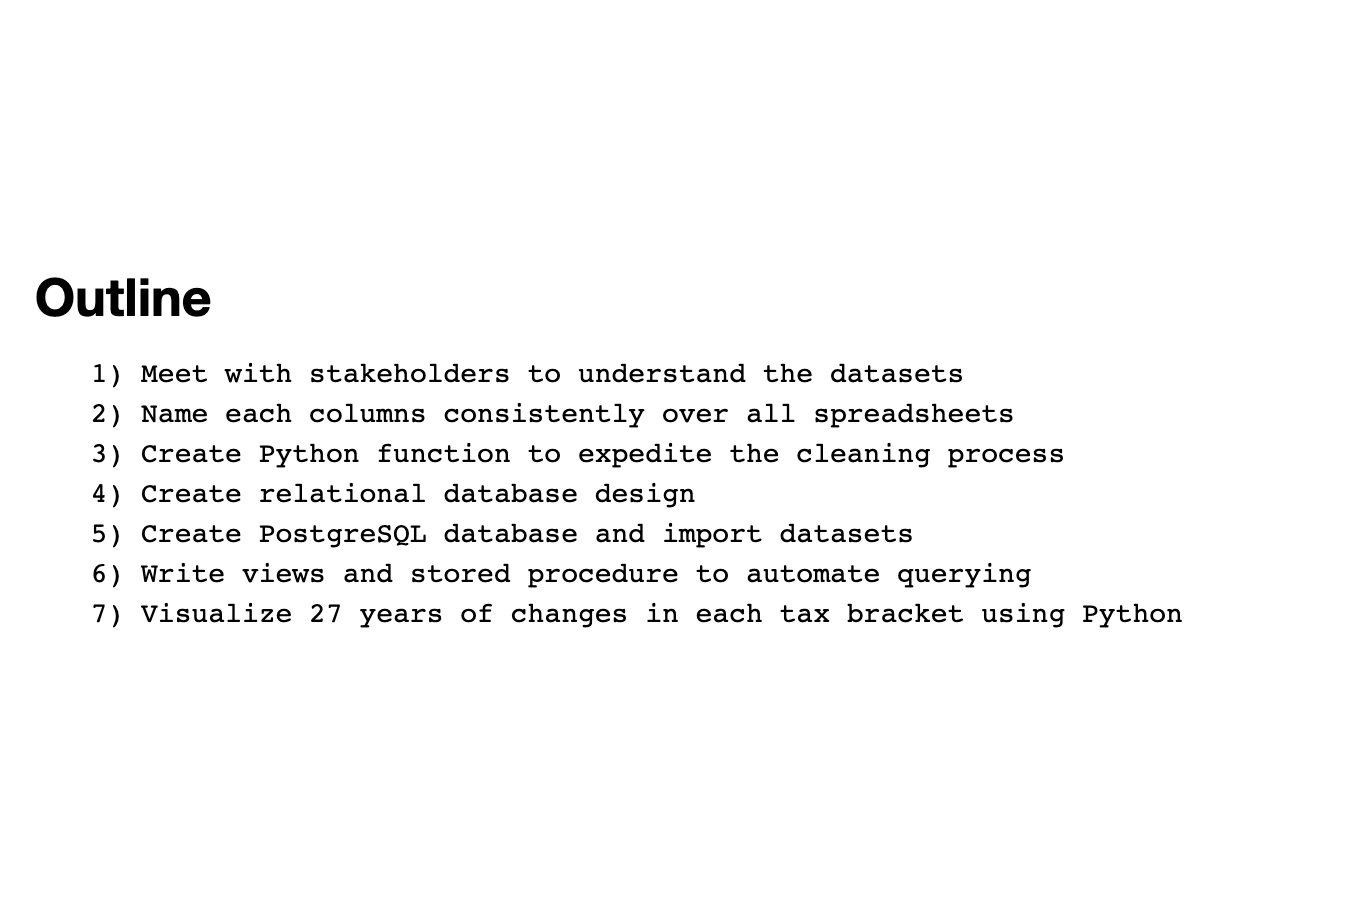 Outline
1) Meet with stakeholders to understand the datasets
2) Name each columns consistently over all spreadsheets
3) Create Python function to expedite the cleaning process
4) Create relational database design
5) Create PostgreSQL database and import datasets
6) Write views and stored procedure to automate querying
7) Visualize 27 years of changes in each tax bracket using Python